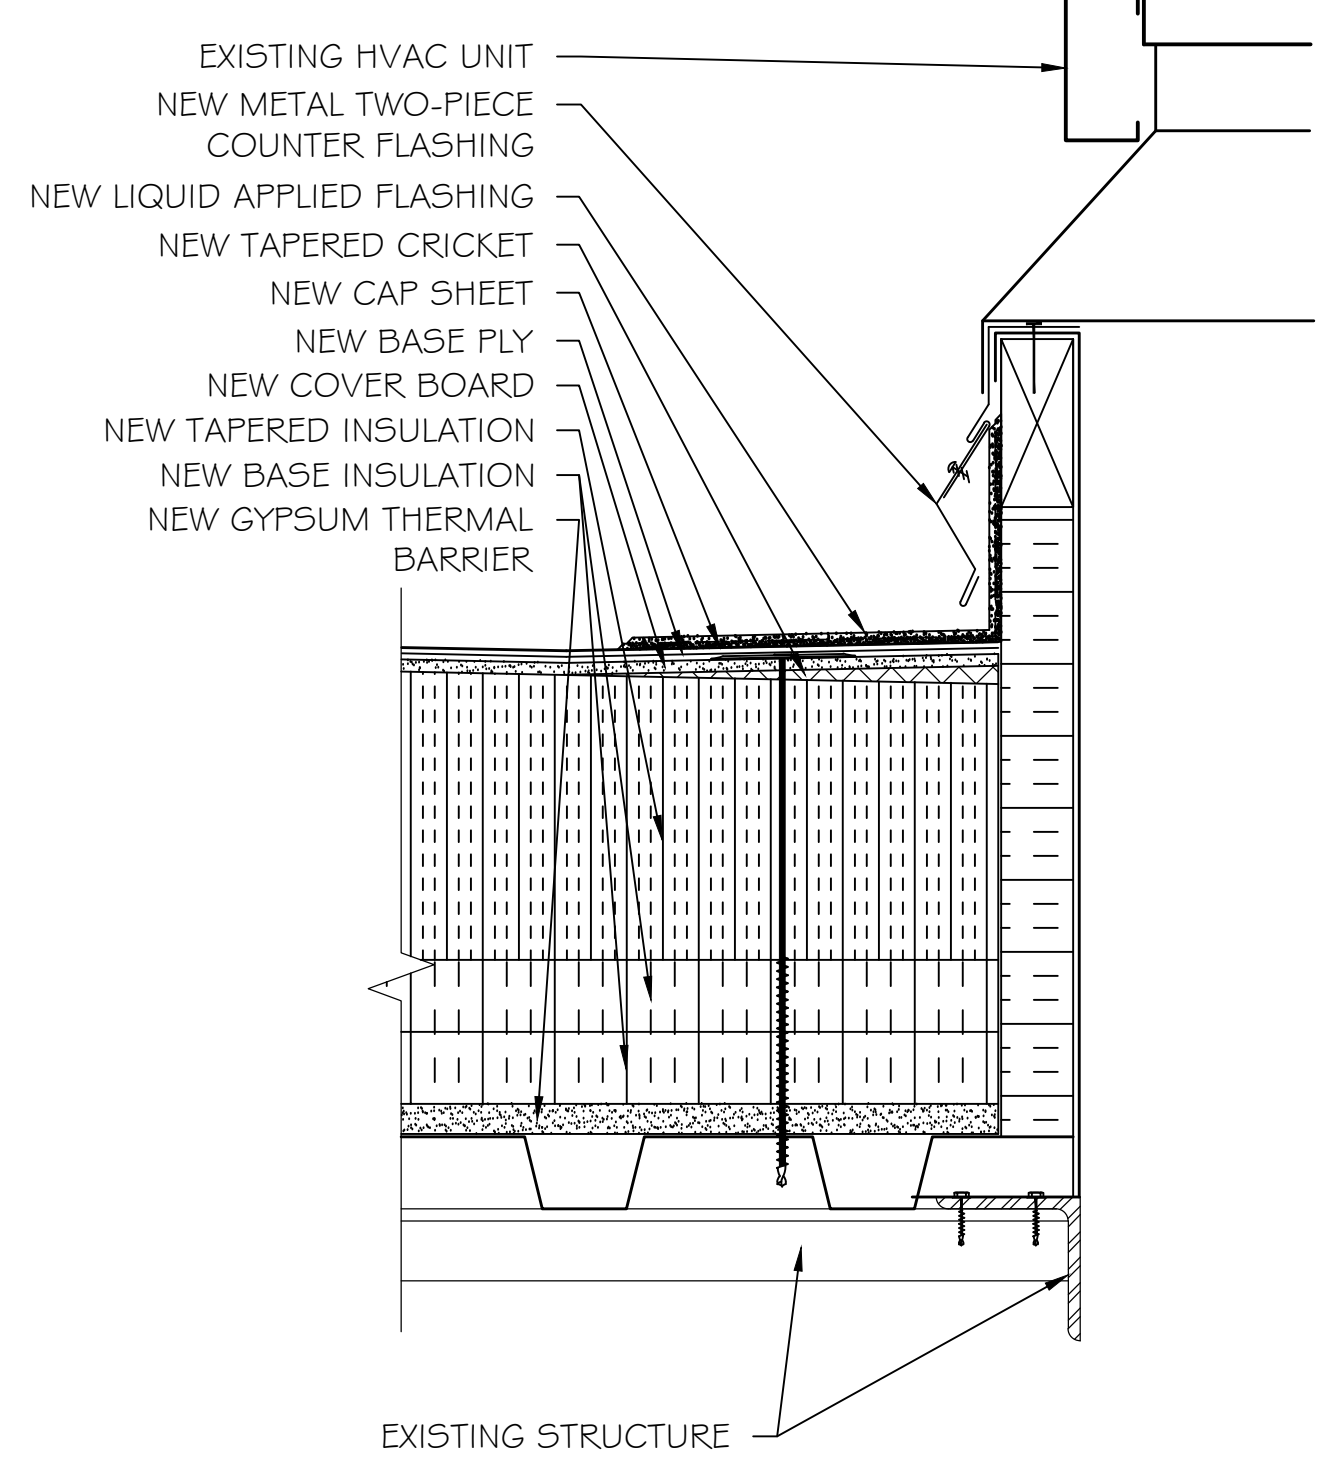 EXISTING HVAC UNIT
NEW METAL TWO-PIECE
COUNTER FLASHING
NEW LIQUID APPLIED FLASHING
NEW TAPERED CRICKET
NEW CAP SHEET
NEW BASE PLY
NEW COVER BOARD
NEW TAPERED INSULATION
NEW BASE INSULATION
NEW GYPSUM THERMAL
BARRIER
EXISTING STRUCTURE